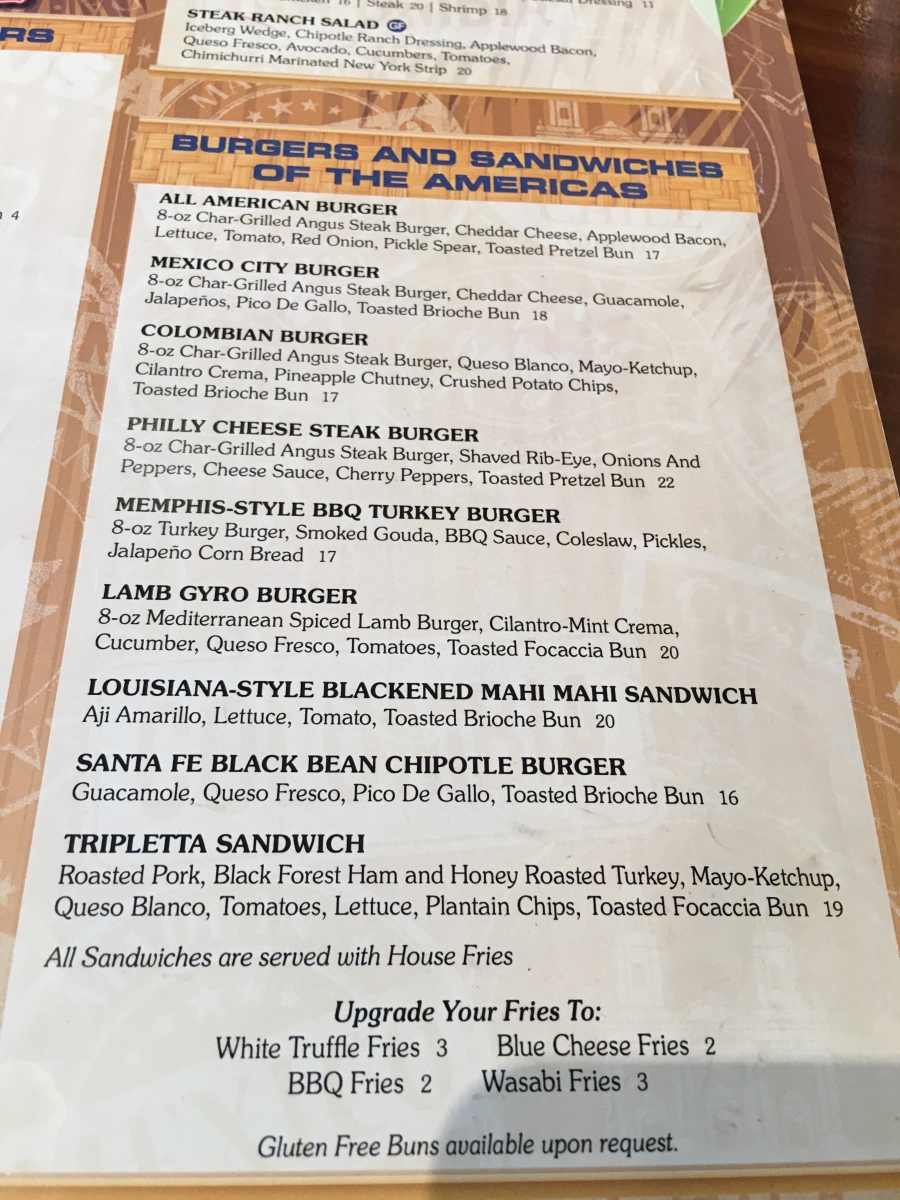 16 | Steak 20 | Shrimp 18
Dressing 11
STEAK RANCH SALAD GF
Iceberg Wedge, Chipotle Ranch Dressing, Applewood Bacon,
Queso Fresco, Avocado, Cucumbers, Tomatoes,
Chimichurri Marinated New York Strip 20
RS
4
BURGERS AND SANDWICHES
OF THE AMERICAS
ALL AMERICAN BURGER
8-oz Char-Grilled Angus Steak Burger, Cheddar Cheese, Applewood Bacon,
Lettuce, Tomato, Red Onion, Pickle Spear, Toasted Pretzel Bun 17
MEXICO CITY BURGER
8-oz Char-Grilled Angus Steak Burger, Cheddar Cheese, Guacamole,
Jalapeños, Pico De Gallo, Toasted Brioche Bun 18
COLOMBIAN BURGER
8-oz Char-Grilled Angus Steak Burger, Queso Blanco, Mayo-Ketchup,
Cilantro Crema, Pineapple Chutney, Crushed Potato Chips,
Toasted Brioche Bun 17
PHILLY CHEESE STEAK BURGER
8-oz Char-Grilled Angus Steak Burger, Shaved Rib-Eye, Onions And
Peppers, Cheese Sauce, Cherry Peppers, Toasted Pretzel Bun 22
MEMPHIS-STYLE BBQ TURKEY BURGER
8-oz Turkey Burger, Smoked Gouda, BBQ Sauce, Coleslaw, Pickles,
Jalapeño Corn Bread 17
LAMB GYRO BURGER
8-oz Mediterranean Spiced Lamb Burger, Cilantro-Mint Crema,
Cucumber, Queso Fresco, Tomatoes, Toasted Focaccia Bun 20
LOUISIANA-STYLE BLACKENED MAHI MAHI SANDWICH
Aji Amarillo, Lettuce, Tomato, Toasted Brioche Bun 20
SANTA FE BLACK BEAN CHIPOTLE BURGER
Guacamole, Queso Fresco, Pico De Gallo, Toasted Brioche Bun 16
TRIPLETTA SANDWICH
Roasted Pork, Black Forest Ham and Honey Roasted Turkey, Mayo-Ketchup,
Queso Blanco, Tomatoes, Lettuce, Plantain Chips, Toasted Focaccia Bun 19
All Sandwiches are served with House Fries
Upgrade Your Fries To:
White Truffle Fries 3 Blue Cheese Fries 2
BBQ Fries 2 Wasabi Fries 3
Gluten Free Buns available upon request.